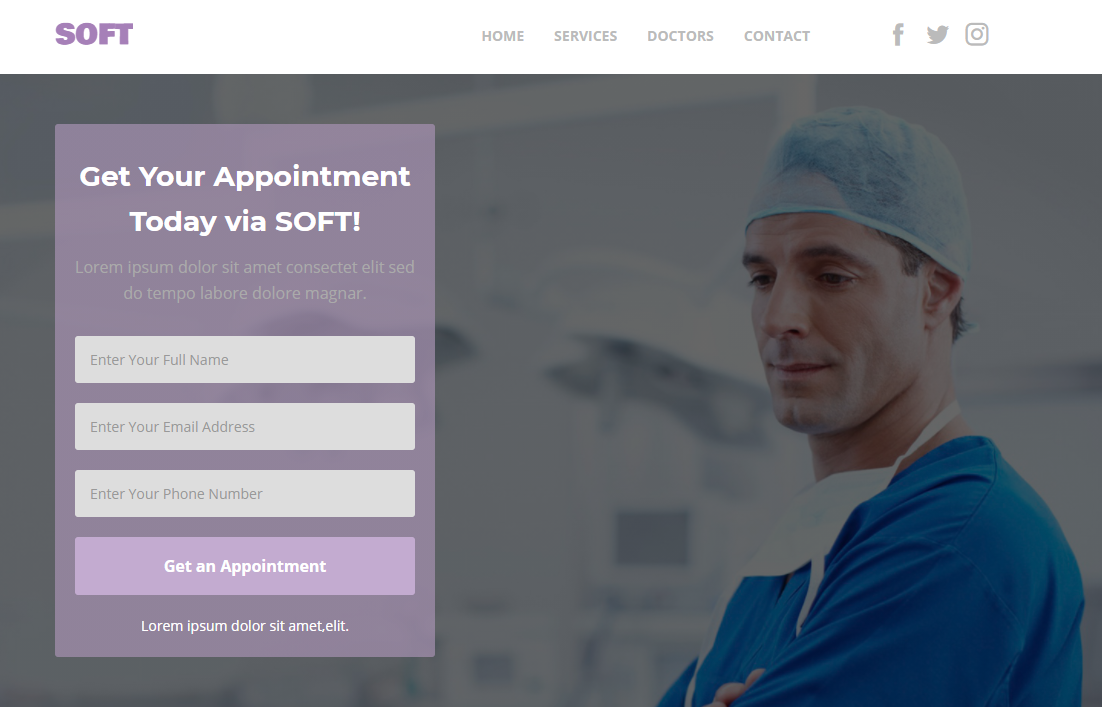 SOFT
HOME SERVICES DOCTORS CONTACT
Get Your Appointment
Today via SOFT!
Lorem ipsum dolor sit amet consectet elit sed
do tempo labore dolore magnar.
Enter Your Full Name
Enter Your Email Address
Enter Your Phone Number
Get an Appointment
Lorem ipsum dolor sit amet,elit.